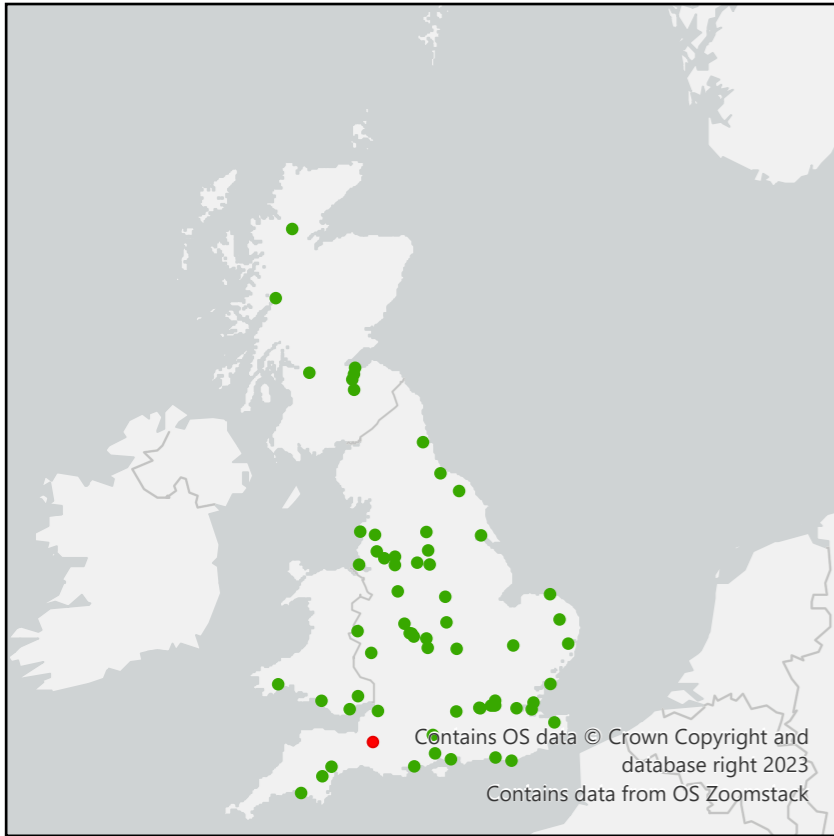 Contains OS data © Crown Copyright and
database right 2023
Contains data from OS Zoomstack